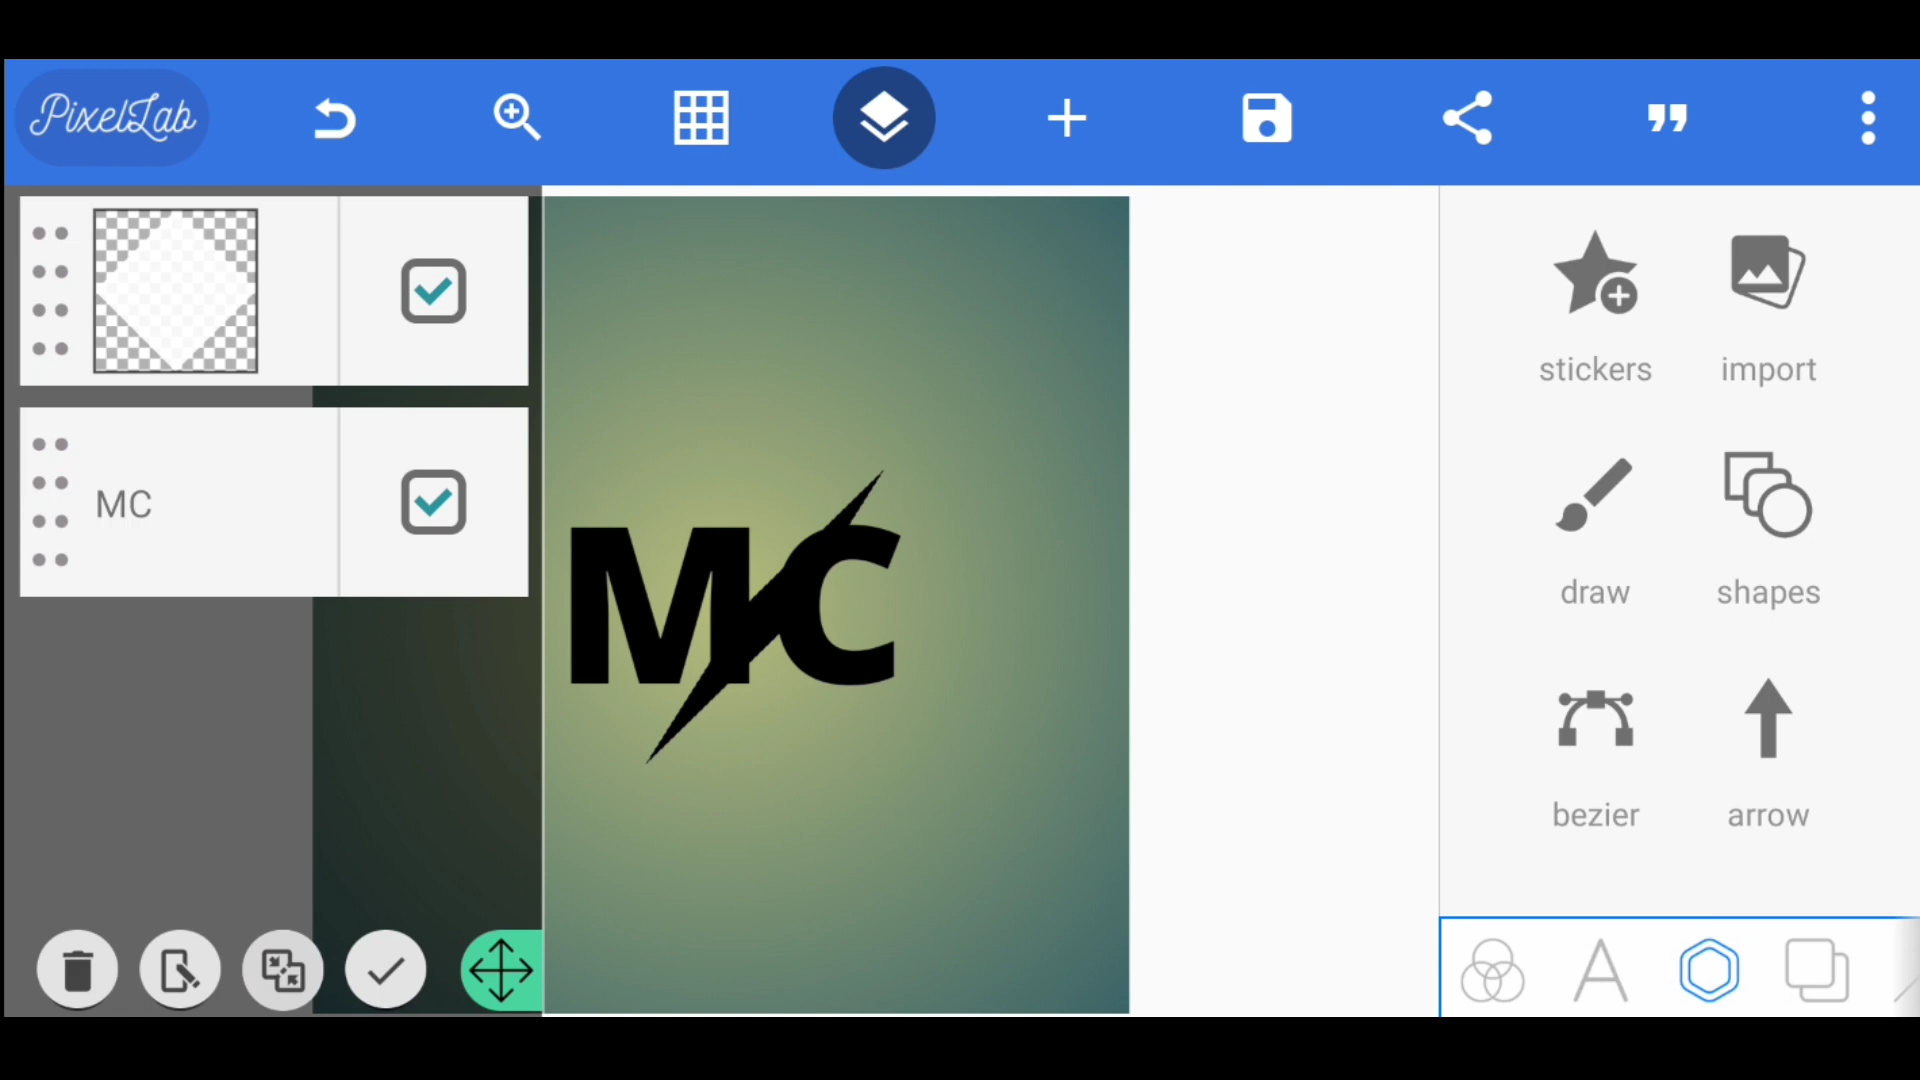 PixelLab
stickers
import
MC
MC
draw
shapes
bezier
arrow